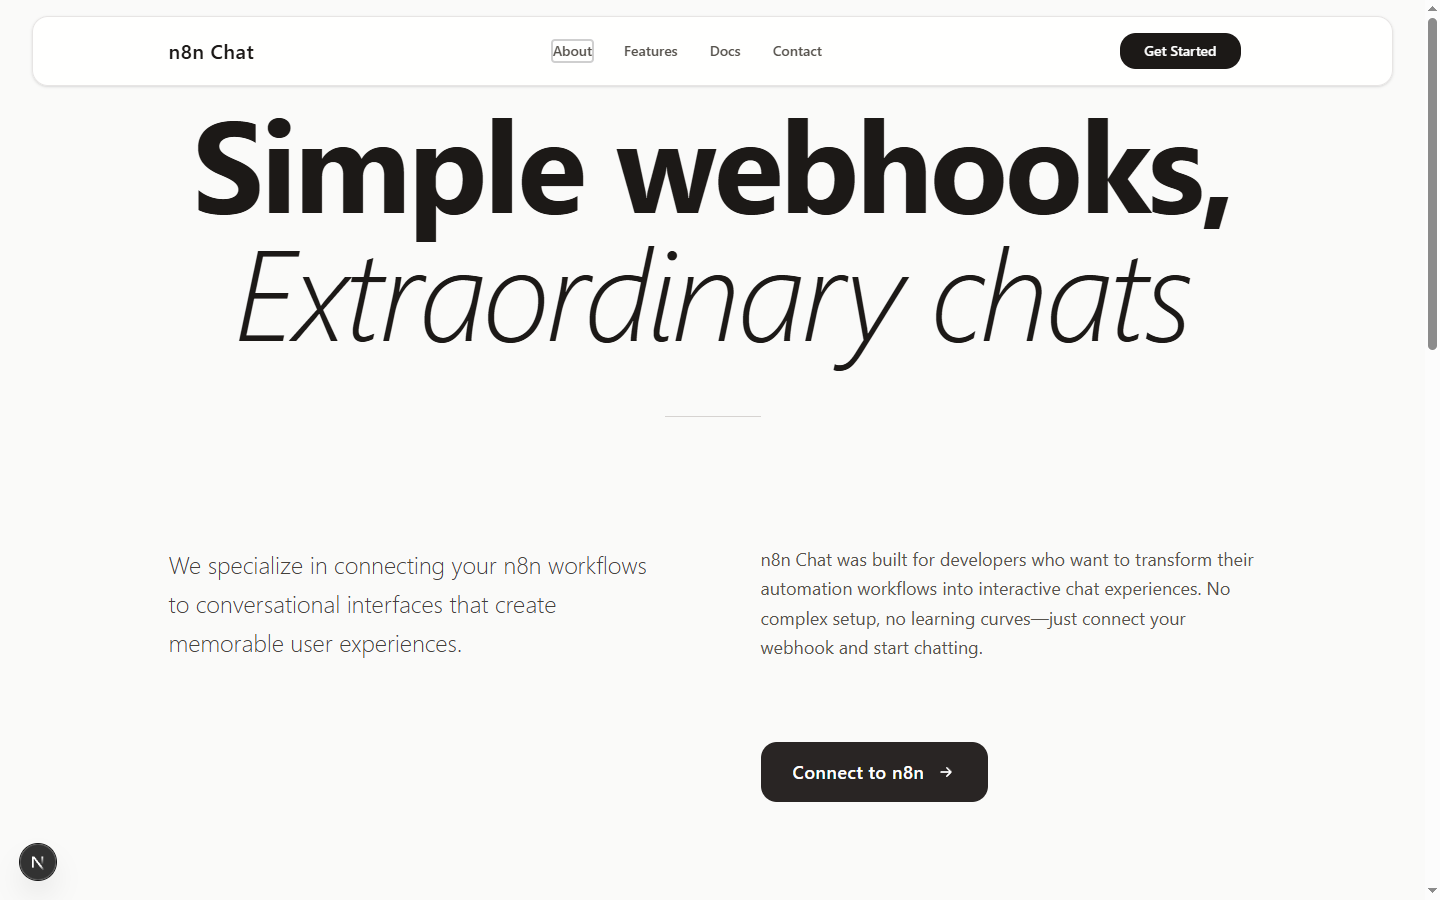 n8n Chat
About
Features
Docs
Contact
Get Started
Simple webhooks,
Extraordinary chats
We specialize in connecting your n8n workflows
to conversational interfaces that create
memorable user experiences.
n8n Chat was built for developers who want to transform their
automation workflows into interactive chat experiences. No
complex setup, no learning curves—just connect your
webhook and start chatting.
Connect to n8n →
N